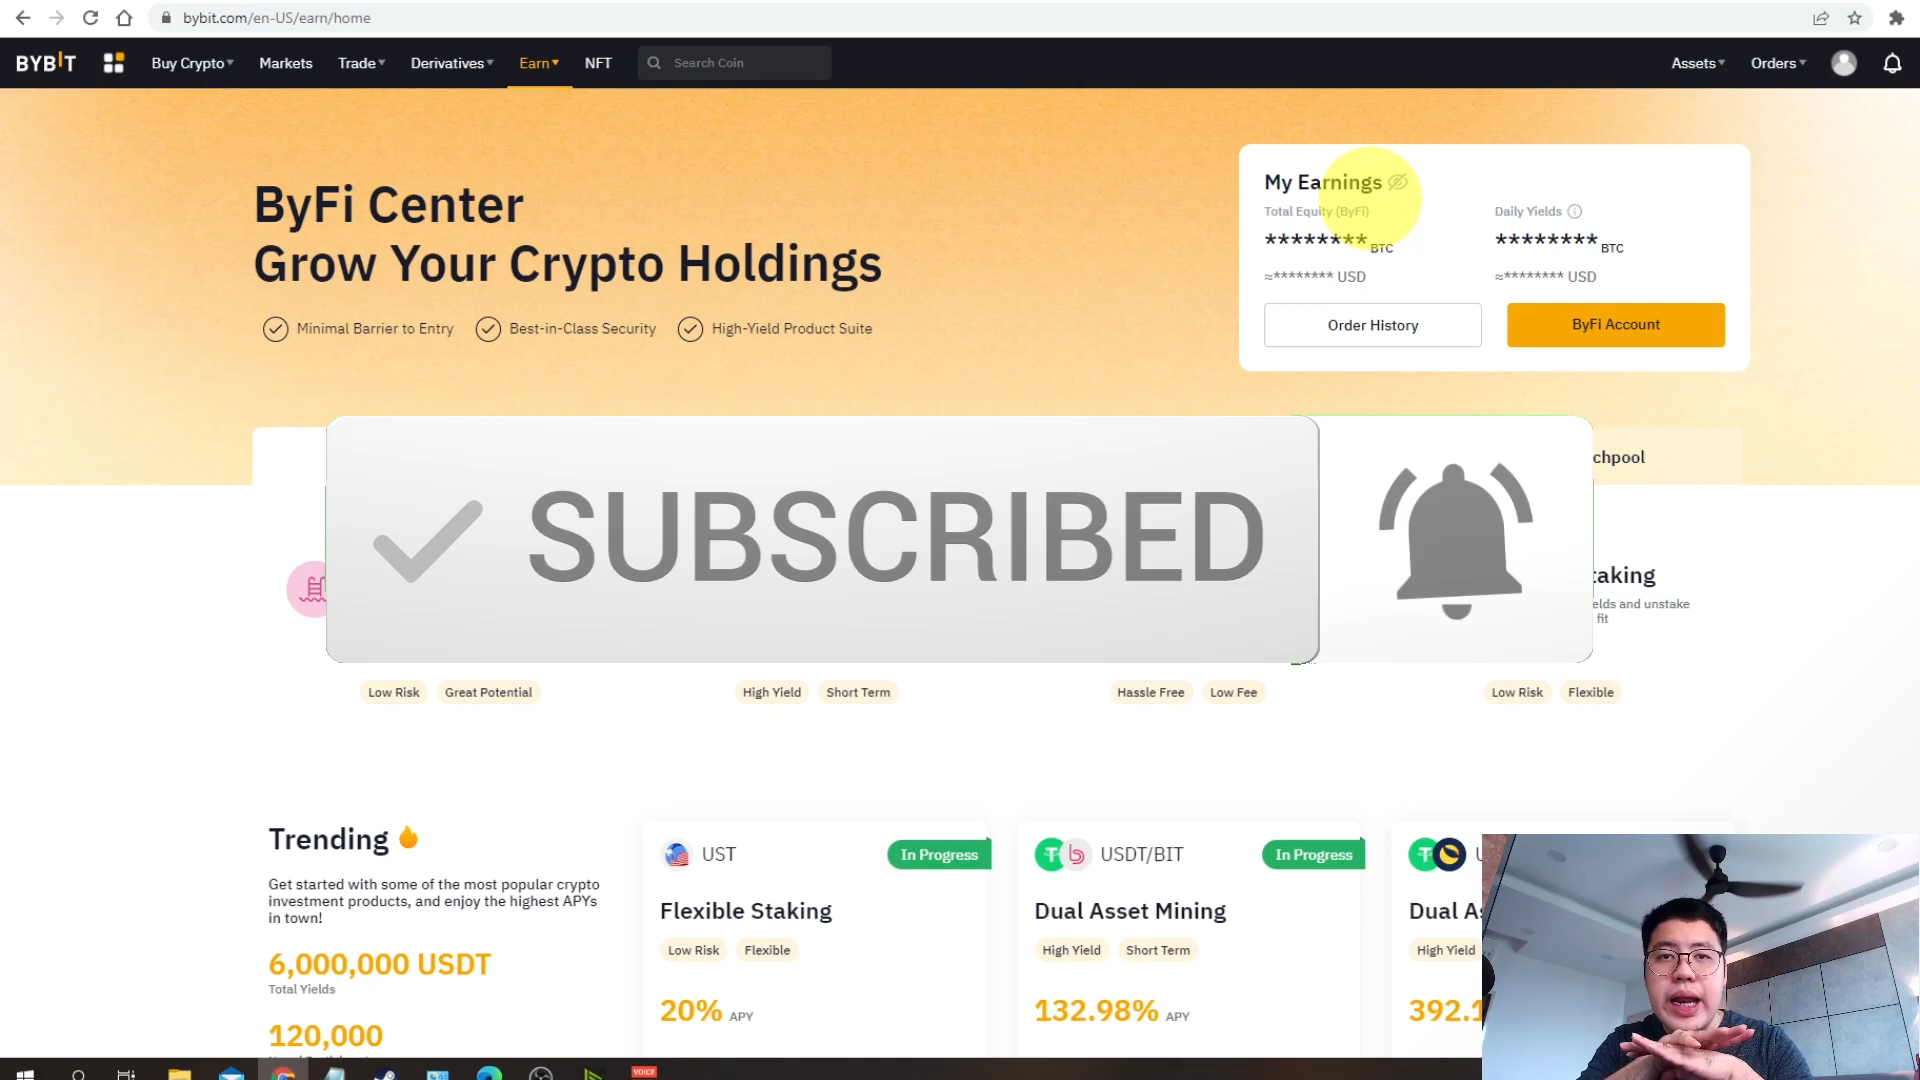 bybit.com/en-US/earn/home
BYBIT
Buy Crypto
Markets
Trade
Derivatives
Earn
NFT
Search Coin
Assets
Orders
ByFi Center
Grow Your Crypto Holdings
Minimal Barrier to Entry
Best-in-Class Security
High-Yield Product Suite
My Earnings
Total Equity (ByFi)
******** BTC
≈******** USD
Daily Yields
******** BTC
≈******** USD
Order History
ByFi Account
chpool
SUBSCRIBED
taking
elds and unstake
fit
Low Risk
Great Potential
High Yield
Short Term
Hassle Free
Low Fee
Low Risk
Flexible
Trending
Get started with some of the most popular crypto
investment products, and enjoy the highest APYs
in town!
6,000,000 USDT
Total Yields
120,000
UST
In Progress
Flexible Staking
Low Risk
Flexible
20% APY
USDT/BIT
In Progress
Dual Asset Mining
High Yield
Short Term
132.98% APY
Dual As
High Yield
392.1
VOICE